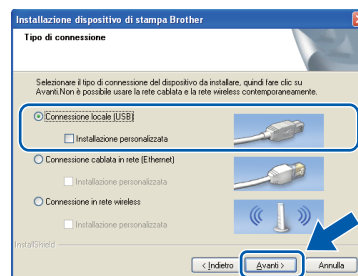 Installazione dispositivo di stampa Brother
Tipo di connessione
Selezionare il tipo di connessione del dispositivo da installare, quindi fare clic su
Avanti.Non è possibile usare la rete cablata e la rete wireless contemporaneamente.
Connessione locale (USB)
Installazione personalizzata
Connessione cablata in rete (Ethernet)
Installazione personalizzata
Connessione in rete wireless
Installazione personalizzata
InstallShield
< Indietro
Avanti >
Annulla